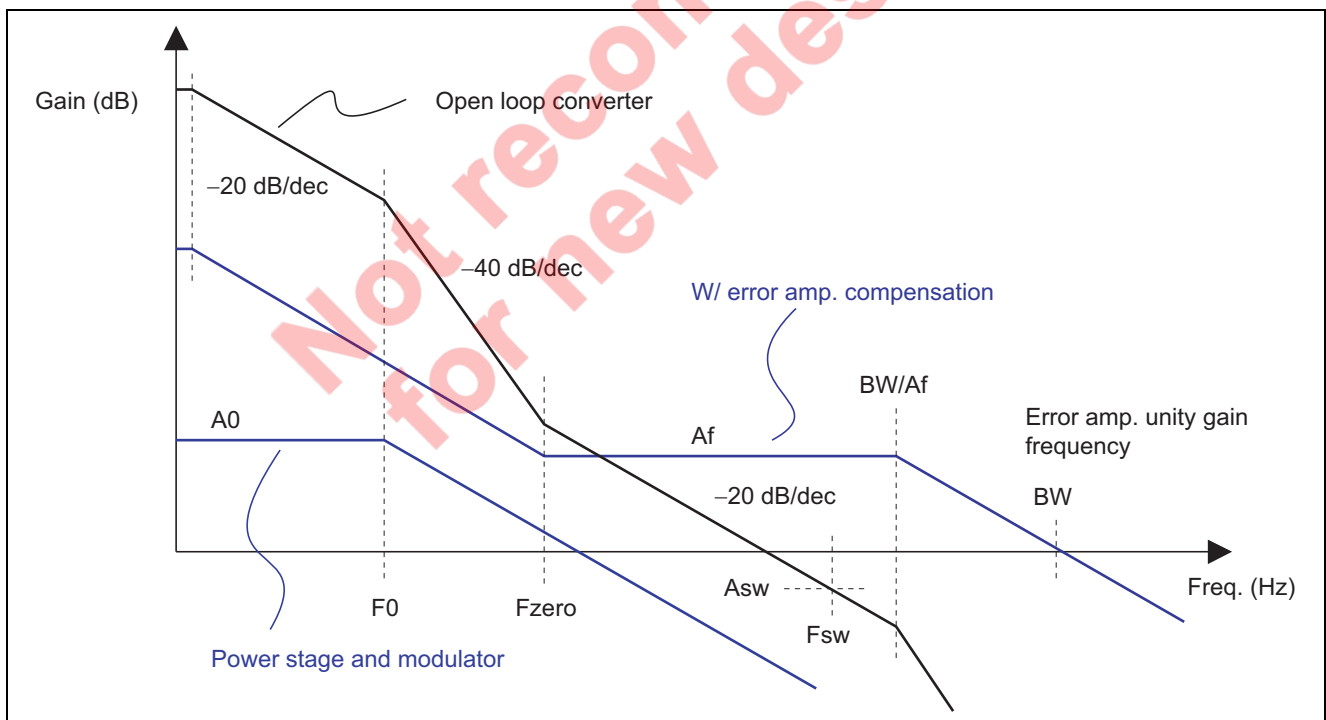 Gain (dB)
Open loop converter
–20 dB/dec
–40 dB/dec
W/ error amp. compensation
BW/Af
Error amp. unity gain
frequency
A0
Af
–20 dB/dec
BW
Asw
Freq. (Hz)
F0
Fzero
Fsw
Power stage and modulator
Not recom
for new des